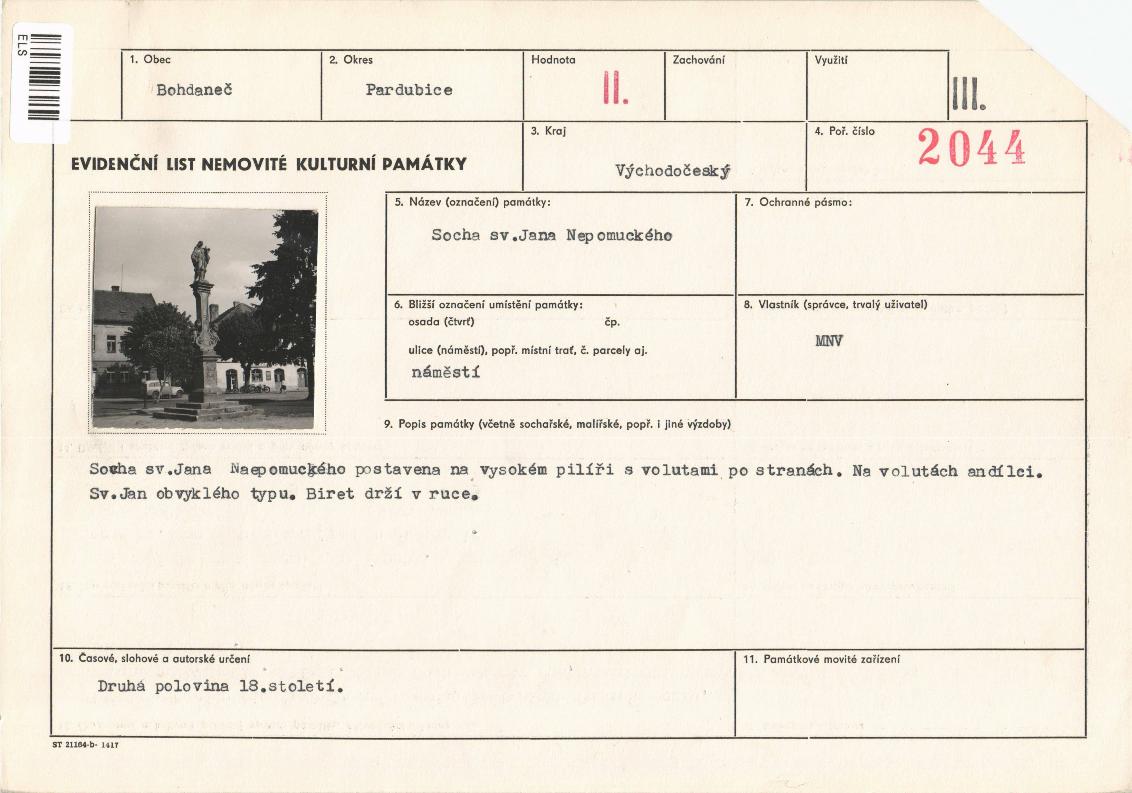 ELS
1. Obec
Bohdaneč
2. Okres
Pardubice
Hodnota
II.
Zachování
Využití
III.
EVIDENČNÍ LIST NEMOVITÉ KULTURNÍ PAMÁTKY
3. Kraj
Východočeský
4. Poř. číslo
2044
5. Název (označení) památky:
Socha sv.Jana Nepomuckého
7. Ochranné pásmo:
6. Bližší označení umístění památky:
osada (čtvrť) čp.
ulice (náměstí), popř. místní trať, č. parcely aj.
náměstí
8. Vlastník (správce, trvalý uživatel)
MNV
9. Popis památky (včetně sochařské, malířské, popř. i jiné výzdoby)
Socha sv.Jana Naepomuckého postavena na vysokém pilíři s volutami po stranách. Na volutách andílci.
Sv.Jan obvyklého typu. Biret drží v ruce.
10. Časové, slohové a autorské určení
Druhá polovina 18.století.
11. Památkové movité zařízení
ST 21164-b- 1417